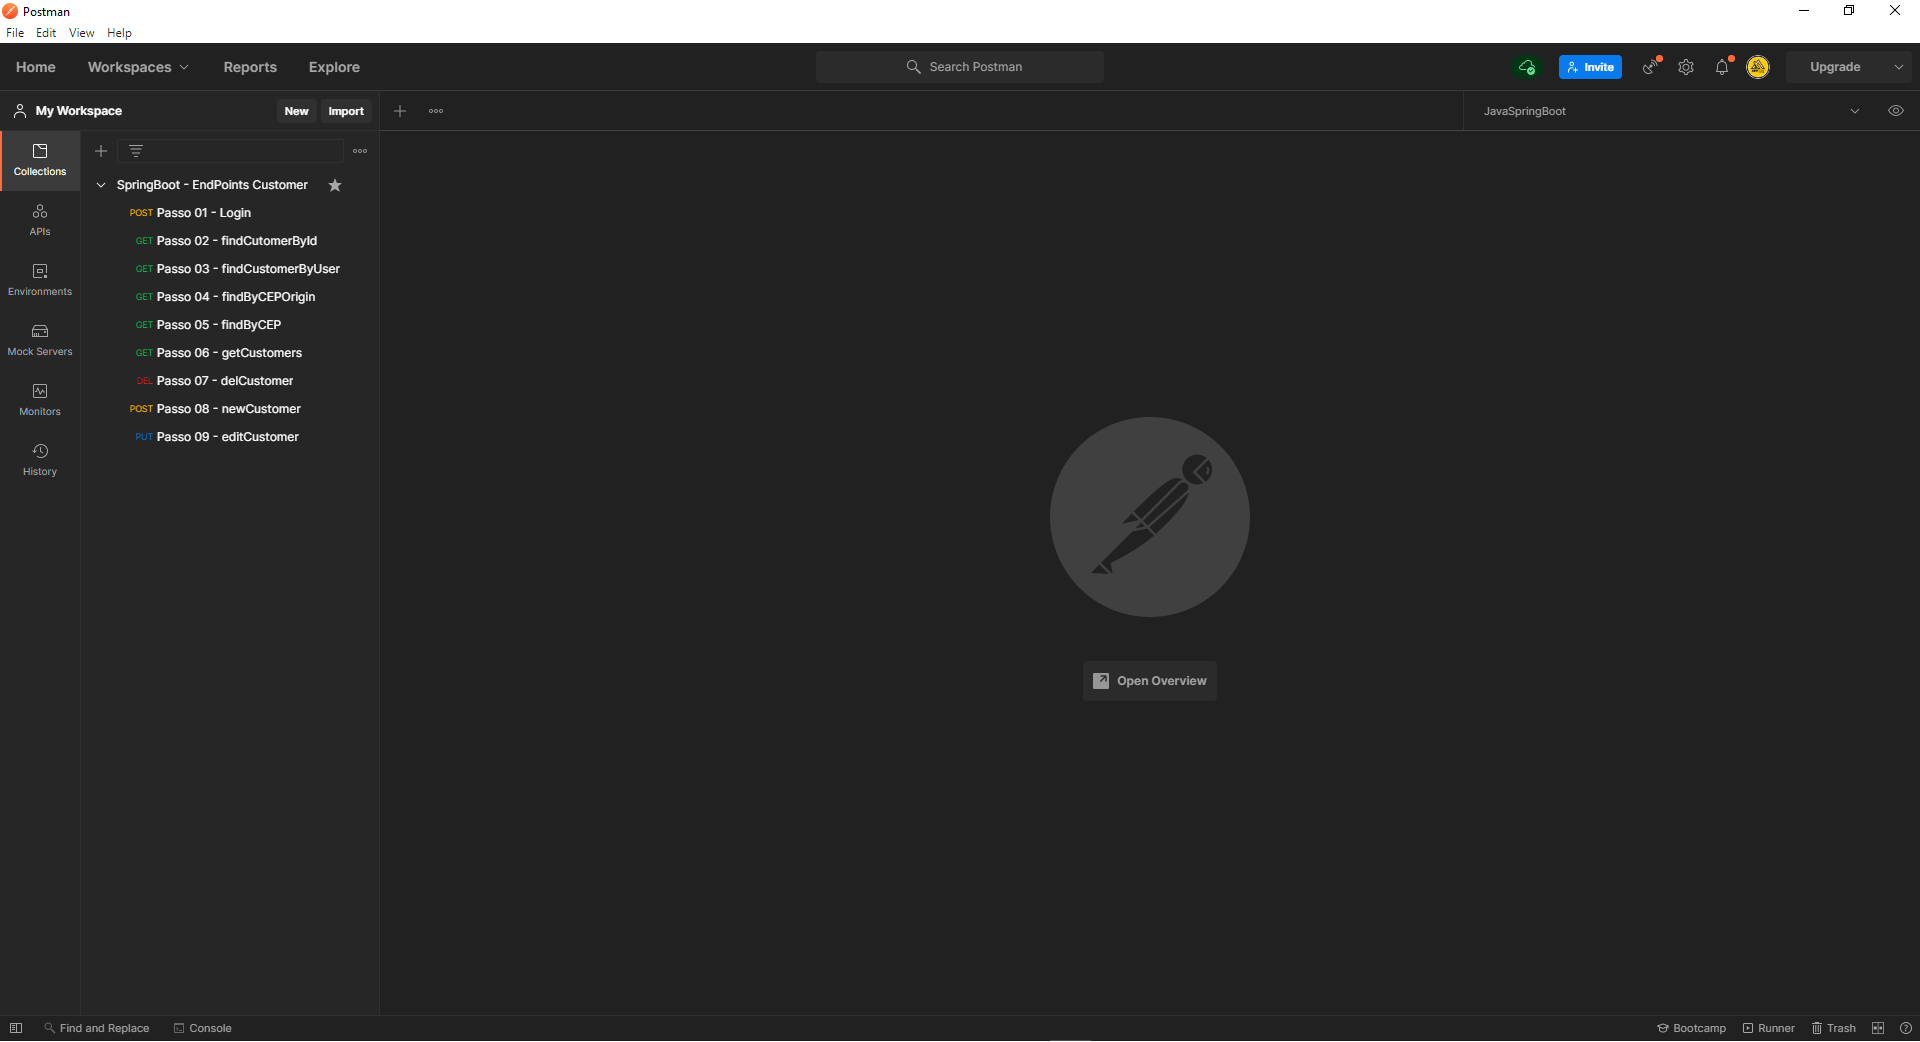 Postman
File Edit View Help
Home Workspaces Reports Explore Search Postman Invite Upgrade
My Workspace New Import JavaSpringBoot
Collections
APIs
Environments
Mock Servers
Monitors
History
SpringBoot - EndPoints Customer
POST Passo 01 - Login
GET Passo 02 - findCutomerById
GET Passo 03 - findCustomerByUser
GET Passo 04 - findByCEPOrigin
GET Passo 05 - findByCEP
GET Passo 06 - getCustomers
DEL Passo 07 - delCustomer
POST Passo 08 - newCustomer
PUT Passo 09 - editCustomer
Open Overview
Find and Replace Console Bootcamp Runner Trash